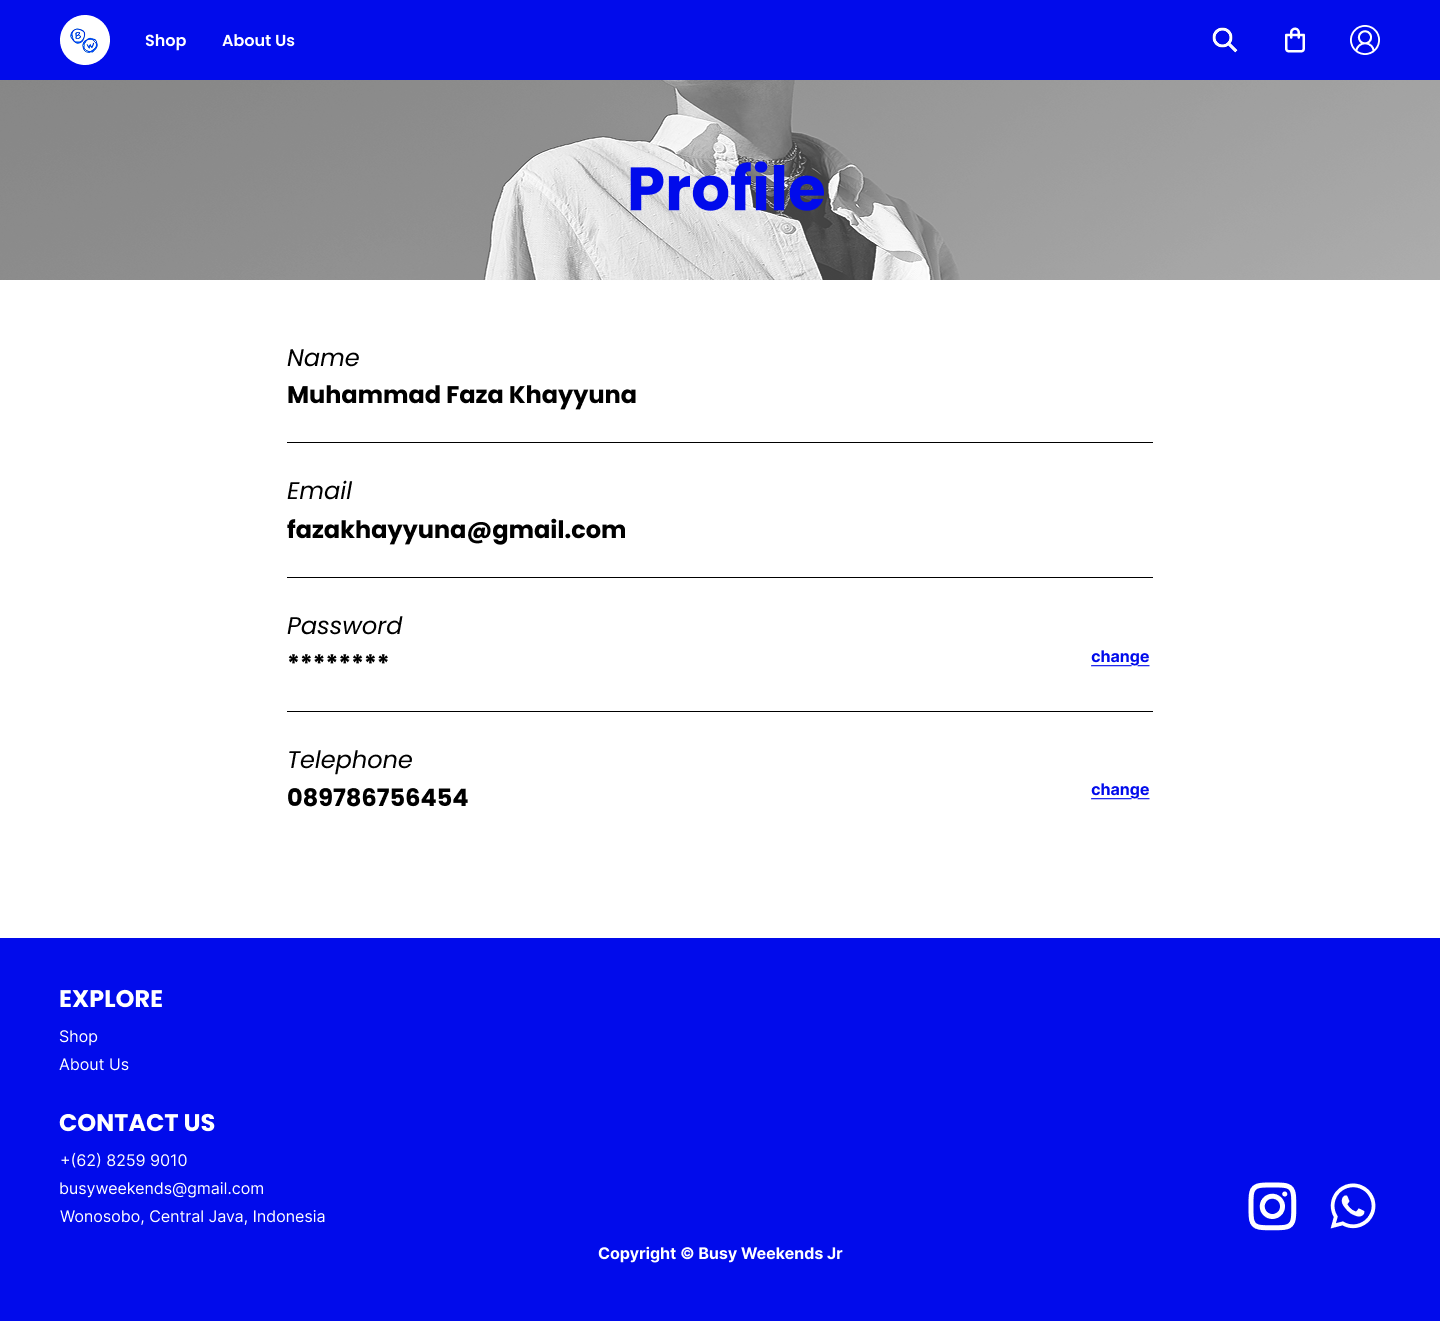 B
W
Shop
About Us
Profile
Name
Muhammad Faza Khayyuna
Email
fazakhayyuna@gmail.com
Password
********
change
Telephone
089786756454
change
EXPLORE
Shop
About Us
CONTACT US
+(62) 8259 9010
busyweekends@gmail.com
Wonosobo, Central Java, Indonesia
Copyright © Busy Weekends Jr